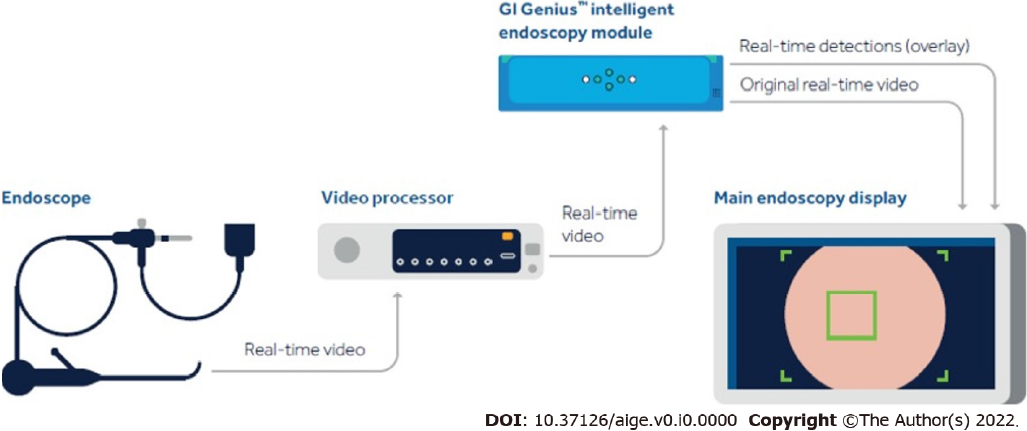 GI Genius™ intelligent
endoscopy module
Real-time detections (overlay)
Original real-time video
Endoscope
Video processor
Real-time
video
Main endoscopy display
Real-time video
DOI: 10.37126/aige.v0.i0.0000 Copyright ©The Author(s) 2022.